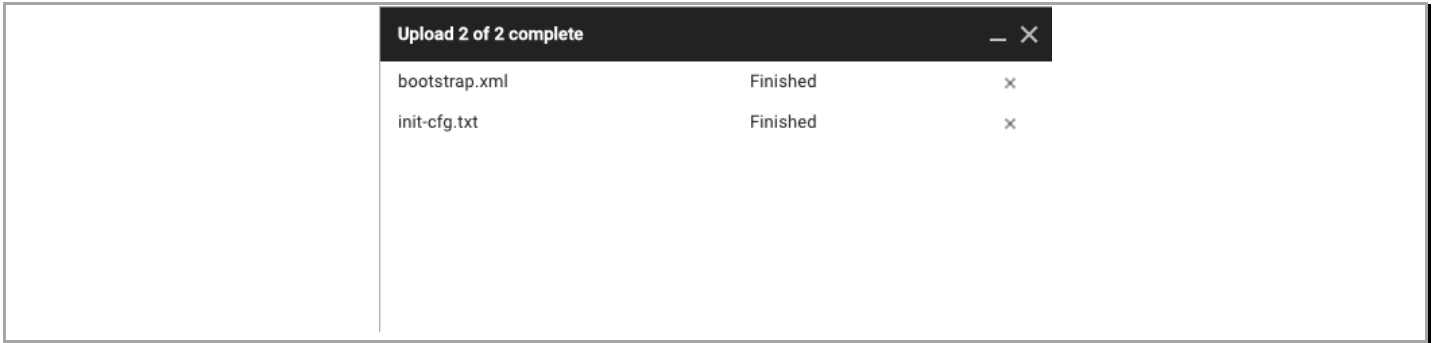 Upload 2 of 2 complete
bootstrap.xml Finished
init-cfg.txt Finished